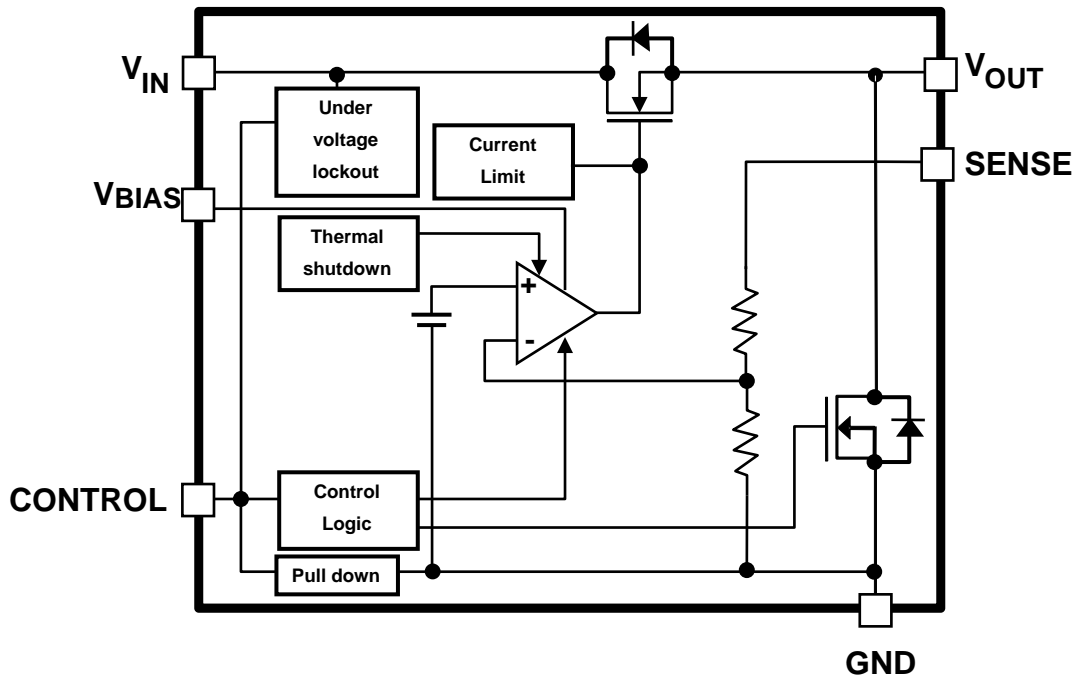 VIN
Under
voltage
lockout
Current
Limit
VOUT
SENSE
VBIAS
Thermal
shutdown
+
-
CONTROL
Control
Logic
Pull down
GND